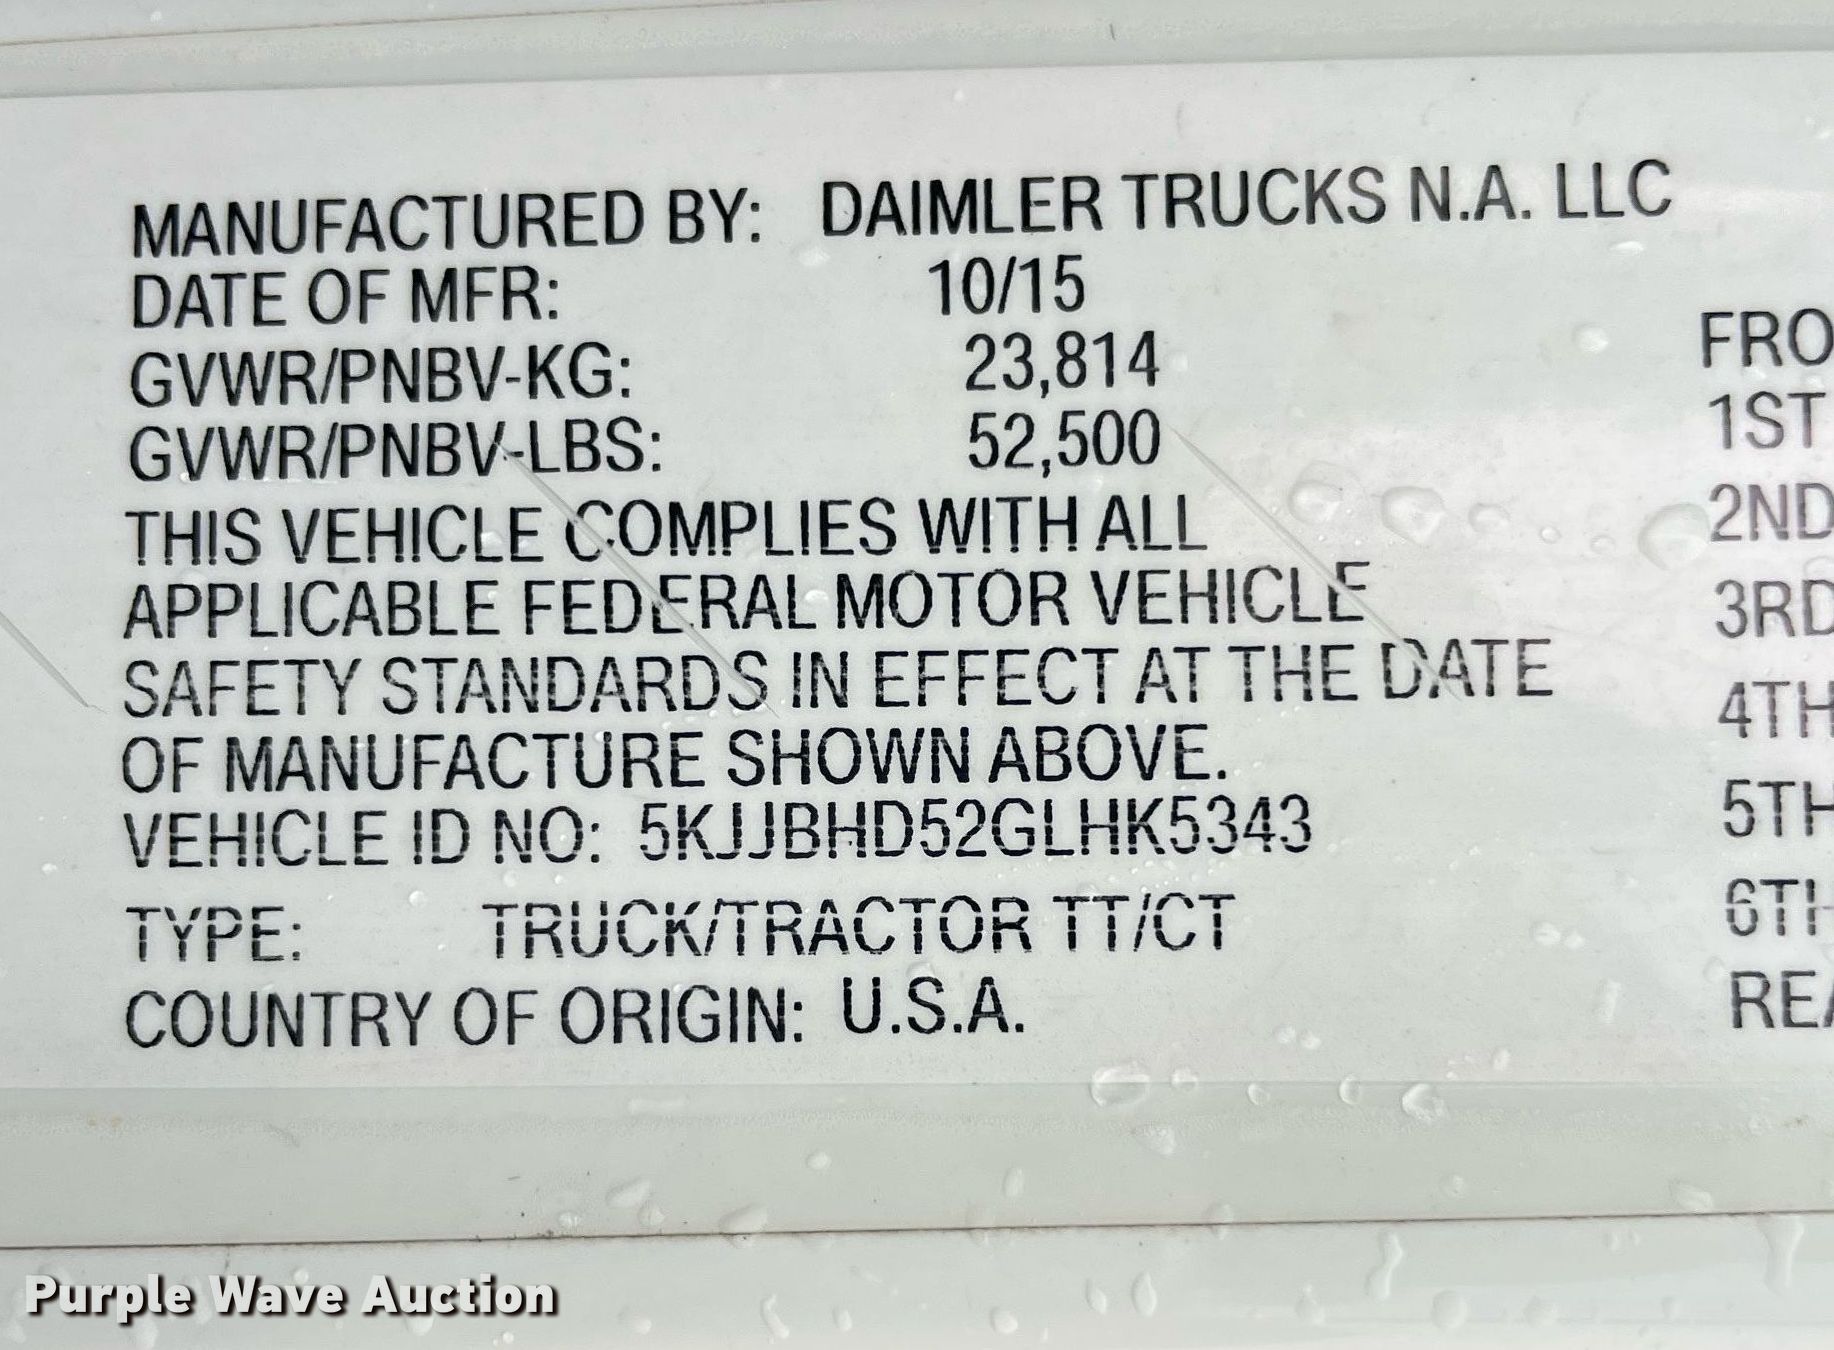 MANUFACTURED BY: DAIMLER TRUCKS N.A. LLC
DATE OF MFR: 10/15
GVWR/PNBV-KG: 23,814
GVWR/PNBV-LBS: 52,500
THIS VEHICLE COMPLIES WITH ALL
APPLICABLE FEDERAL MOTOR VEHICLE
SAFETY STANDARDS IN EFFECT AT THE DATE
OF MANUFACTURE SHOWN ABOVE.
VEHICLE ID NO: 5KJJBHD52GLHK5343
TYPE: TRUCK/TRACTOR TT/CT
COUNTRY OF ORIGIN: U.S.A.
FRO
1ST
2ND
3RD
4TH
5TH
6TH
REA
Purple Wave Auction